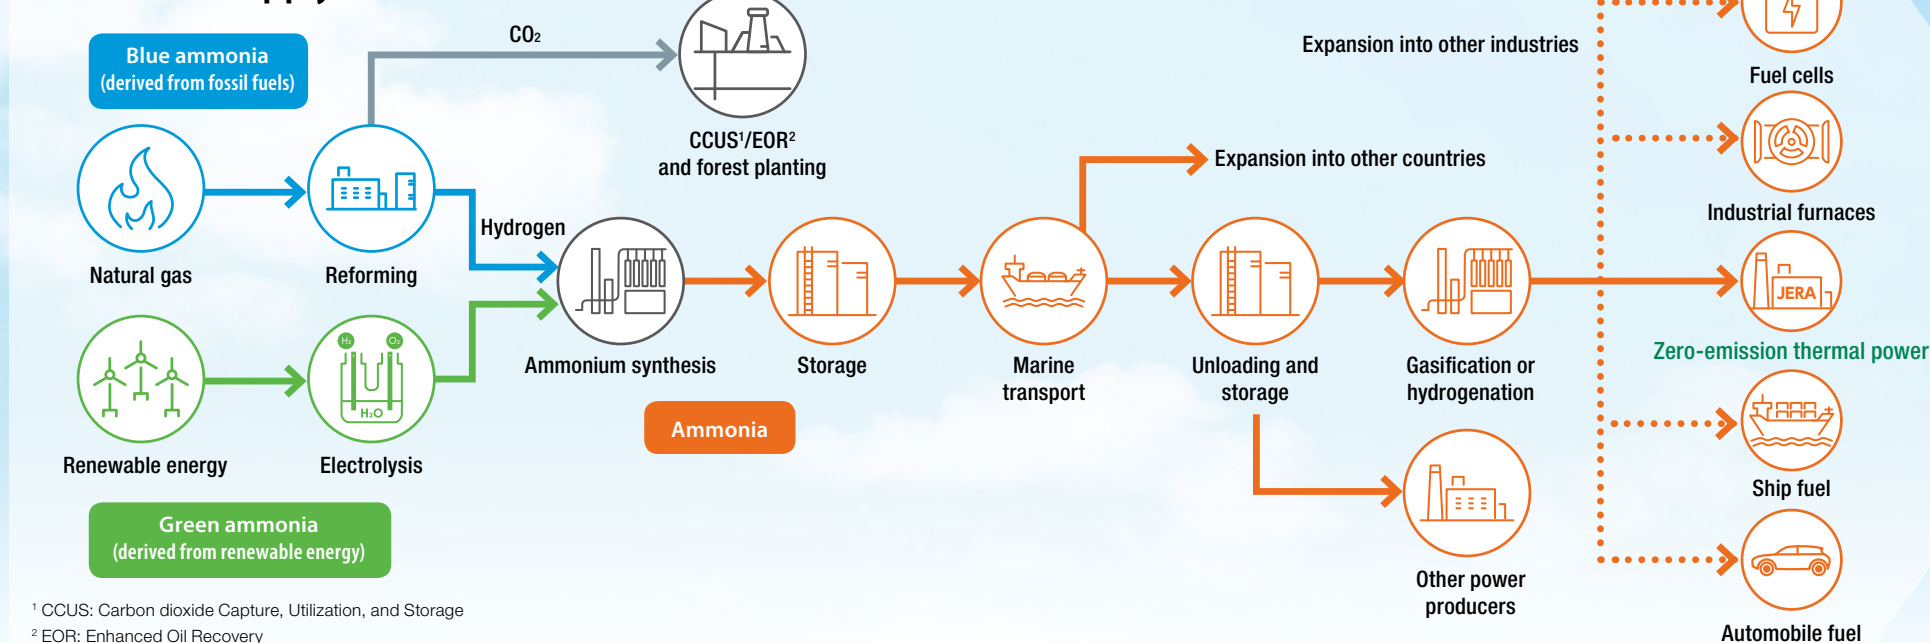 Blue ammonia
(derived from fossil fuels)
CO₂
CCUS¹/EOR²
and forest planting
Expansion into other industries
Fuel cells
Industrial furnaces
Expansion into other countries
Natural gas
Reforming
Hydrogen
Ammonium synthesis
Storage
Marine
transport
Unloading and
storage
Gasification or
hydrogenation
JERA
Zero-emission thermal power
H₂
O₂
H₂O
Renewable energy
Electrolysis
Ammonia
Green ammonia
(derived from renewable energy)
Other power
producers
Ship fuel
Automobile fuel
¹ CCUS: Carbon dioxide Capture, Utilization, and Storage
² EOR: Enhanced Oil Recovery